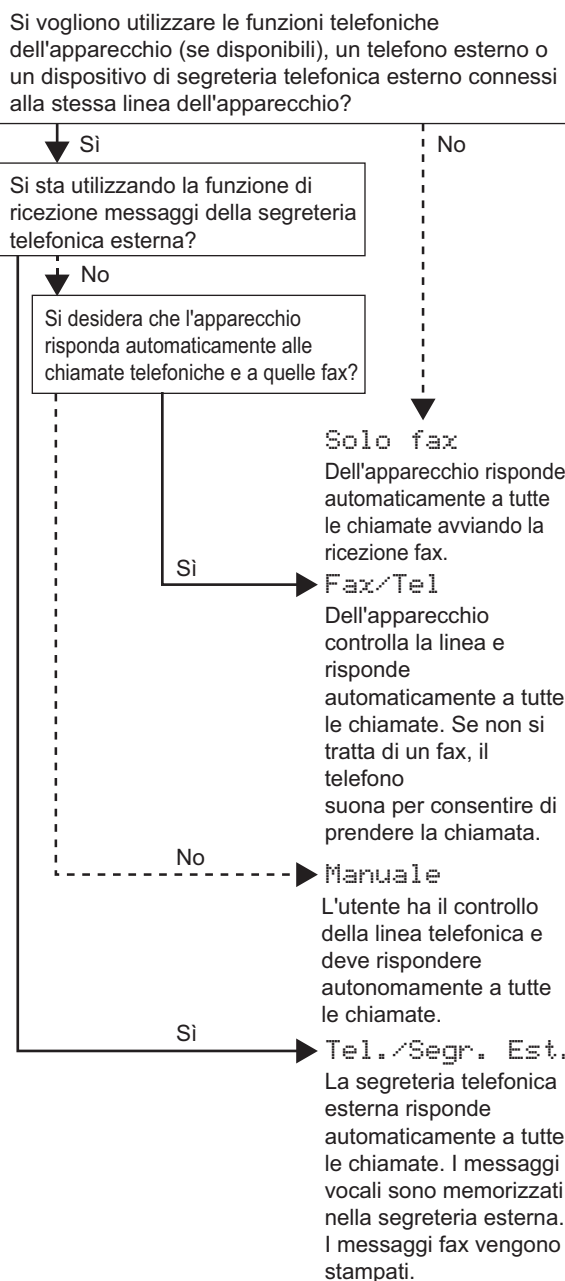 Si vogliono utilizzare le funzioni telefoniche
dell'apparecchio (se disponibili), un telefono esterno o
un dispositivo di segreteria telefonica esterno connessi
alla stessa linea dell'apparecchio?
Sì
No
Si sta utilizzando la funzione di
ricezione messaggi della segreteria
telefonica esterna?
No
Si desidera che l'apparecchio
risponda automaticamente alle
chiamate telefoniche e a quelle fax?
Solo fax
Dell'apparecchio risponde
automaticamente a tutte
le chiamate avviando la
ricezione fax.
Sì
Fax/Tel
Dell'apparecchio
controlla la linea e
risponde
automaticamente a tutte
le chiamate. Se non si
tratta di un fax, il
telefono
suona per consentire di
prendere la chiamata.
No
Manuale
L'utente ha il controllo
della linea telefonica e
deve rispondere
autonomamente a tutte
le chiamate.
Sì
Tel./Segr. Est.
La segreteria telefonica
esterna risponde
automaticamente a tutte
le chiamate. I messaggi
vocali sono memorizzati
nella segreteria esterna.
I messaggi fax vengono
stampati.